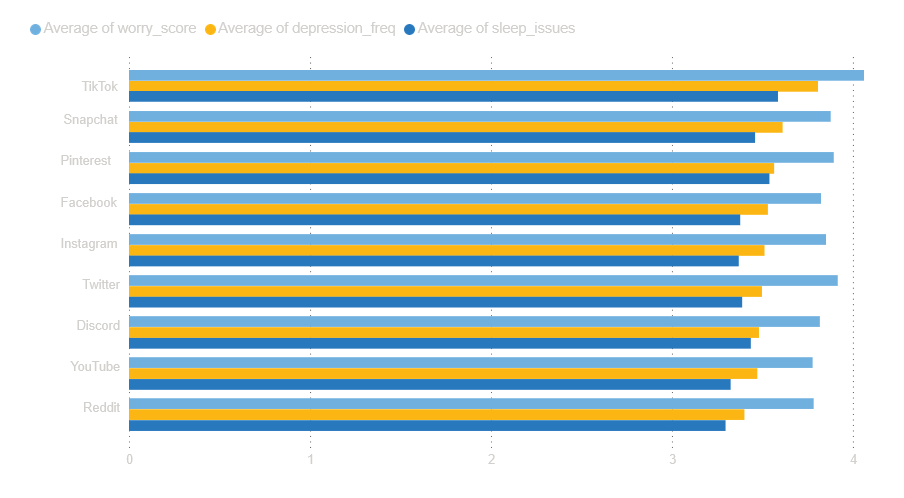 Average of worry_score Average of depression_freq Average of sleep_issues
TikTok
Snapchat
Pinterest
Facebook
Instagram
Twitter
Discord
YouTube
Reddit
0 1 2 3 4